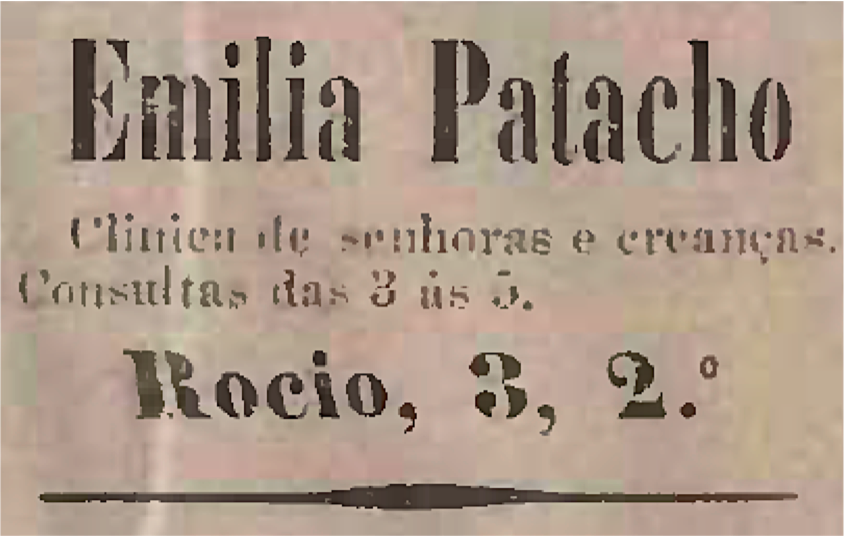 Emilia Patacho
Clinica de senhoras e creanças.
Consultas das 3 ás 5.
Rocio, 3, 2.º